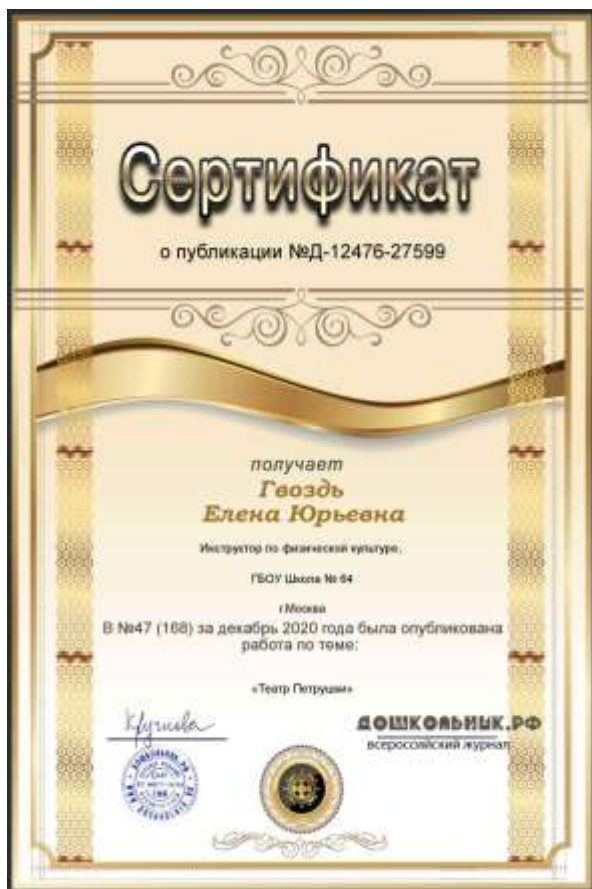 Сертификат
о публикации №Д-12476-27599
получает
Гвоздь
Елена Юрьевна
Инструктор по физической культуре,
ГБОУ Школа № 64
г Москва
В №47 (168) за декабрь 2020 года была опубликована
работа по теме:
«Театр Петрушки»
ДОШКОЛЬНИК.РФ
всероссийский журнал